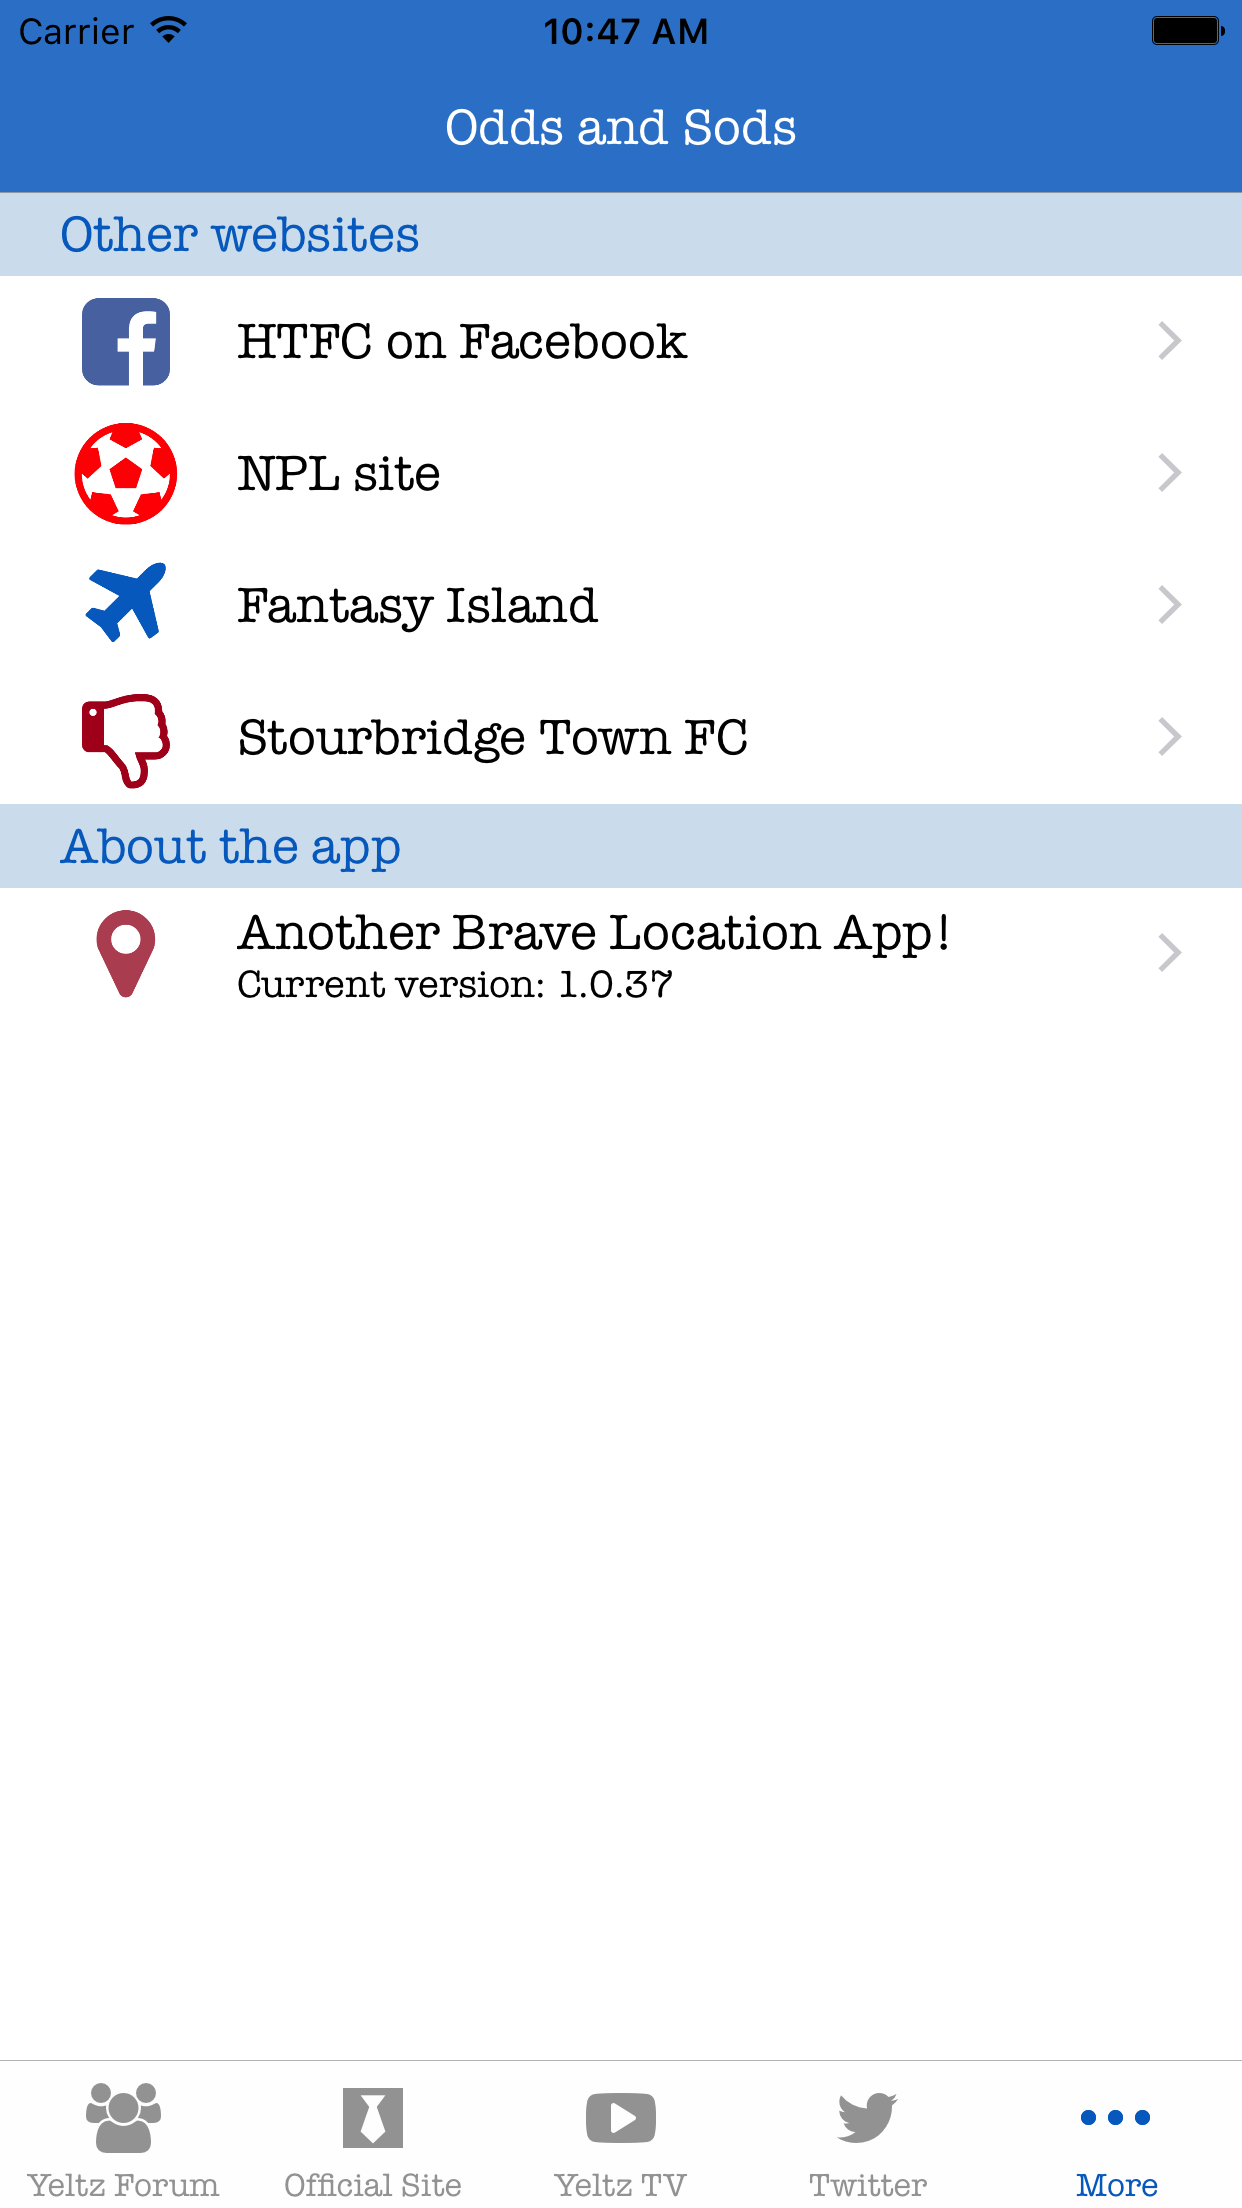 Carrier 10:47 AM
Odds and Sods
Other websites
HTFC on Facebook
NPL site
Fantasy Island
Stourbridge Town FC
About the app
Another Brave Location App!
Current version: 1.0.37
Yeltz Forum
Official Site
Yeltz TV
Twitter
More